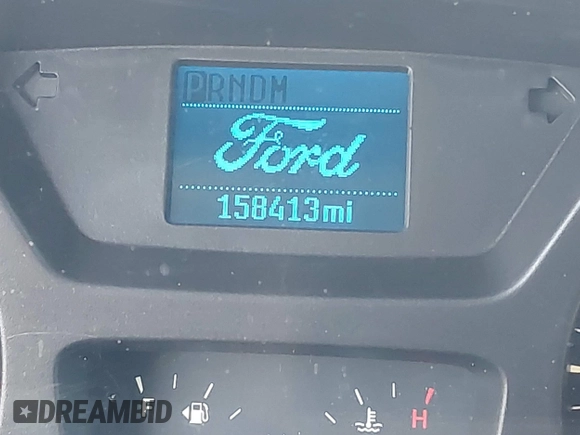 PRNDM
Ford
158413mi
F H
DREAMBID